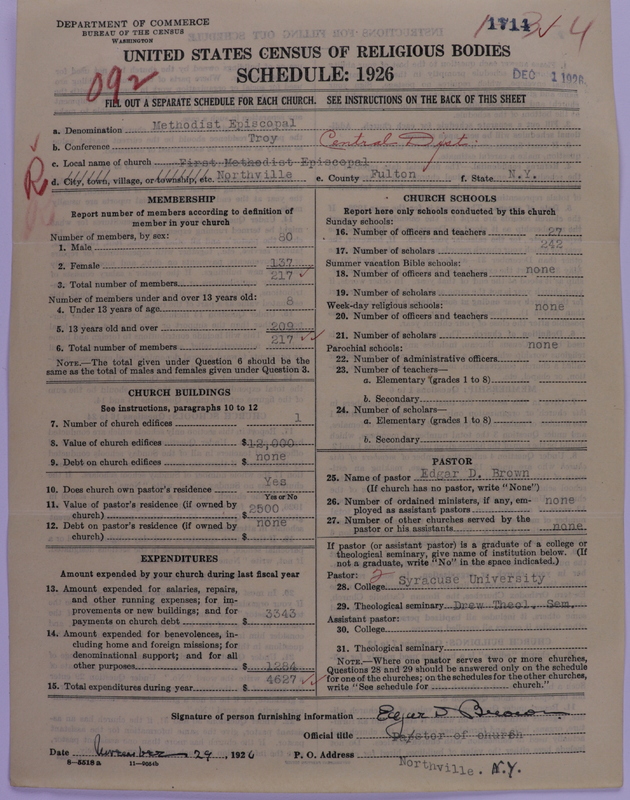 DEPARTMENT OF COMMERCE
BUREAU OF THE CENSUS
WASHINGTON
1714
UNITED STATES CENSUS OF RELIGIOUS BODIES
SCHEDULE: 1926
DEC 1 1926
092
FILL OUT A SEPARATE SCHEDULE FOR EACH CHURCH. SEE INSTRUCTIONS ON THE BACK OF THIS SHEET
a. Denomination Methodist Episcopal
b. Conference Troy Central Dist.
c. Local name of church First Methodist Episcopal
d. City, town, village, or township, etc. Northville e. County Fulton f. State N.Y.
MEMBERSHIP
Report number of members according to definition of
member in your church
Number of members, by sex:
1. Male 80
2. Female 137
3. Total number of members 217
Number of members under and over 13 years old:
4. Under 13 years of age 8
5. 13 years old and over 209
6. Total number of members 217
NOTE.—The total given under Question 6 should be the
same as the total of males and females given under Question 3.
CHURCH BUILDINGS
See instructions, paragraphs 10 to 12
7. Number of church edifices 1
8. Value of church edifices $12,000
9. Debt on church edifices $ none
10. Does church own pastor's residence Yes
Yes or No
11. Value of pastor's residence (if owned by
church) $ 2500
12. Debt on pastor's residence (if owned by
church) $ none
EXPENDITURES
Amount expended by your church during last fiscal year
13. Amount expended for salaries, repairs,
and other running expenses; for im-
provements or new buildings; and for
payments on church debt $ 3343
14. Amount expended for benevolences, in-
cluding home and foreign missions; for
denominational support; and for all
other purposes $ 1284
15. Total expenditures during year $ 4627
CHURCH SCHOOLS
Report here only schools conducted by this church
Sunday schools:
16. Number of officers and teachers 27
17. Number of scholars 242
Summer vacation Bible schools:
18. Number of officers and teachers none
19. Number of scholars
Week-day religious schools:
20. Number of officers and teachers none
21. Number of scholars
Parochial schools: none
22. Number of administrative officers
23. Number of teachers—
a. Elementary (grades 1 to 8)
b. Secondary
24. Number of scholars—
a. Elementary (grades 1 to 8)
b. Secondary
PASTOR
25. Name of pastor Edgar D. Brown
(If church has no pastor, write "None")
26. Number of ordained ministers, if any, em-
ployed as assistant pastors none
27. Number of other churches served by the
pastor or his assistants none
If pastor (or assistant pastor) is a graduate of a college or
theological seminary, give name of institution below. (If
not a graduate, write "No" in the space indicated.)
Pastor: 2
28. College Syracuse University
29. Theological seminary Drew Theol. Sem.
Assistant pastor:
30. College
31. Theological seminary
NOTE.—Where one pastor serves two or more churches,
Questions 28 and 29 should be answered only on the schedule
for one of the churches; on the schedules for the other churches,
write "See schedule for church."
Signature of person furnishing information Edgar D Brown
Official title Pastor of church
Date November 29, 1926 P. O. Address Northville. N.Y.
8—5518 a 11—9664b